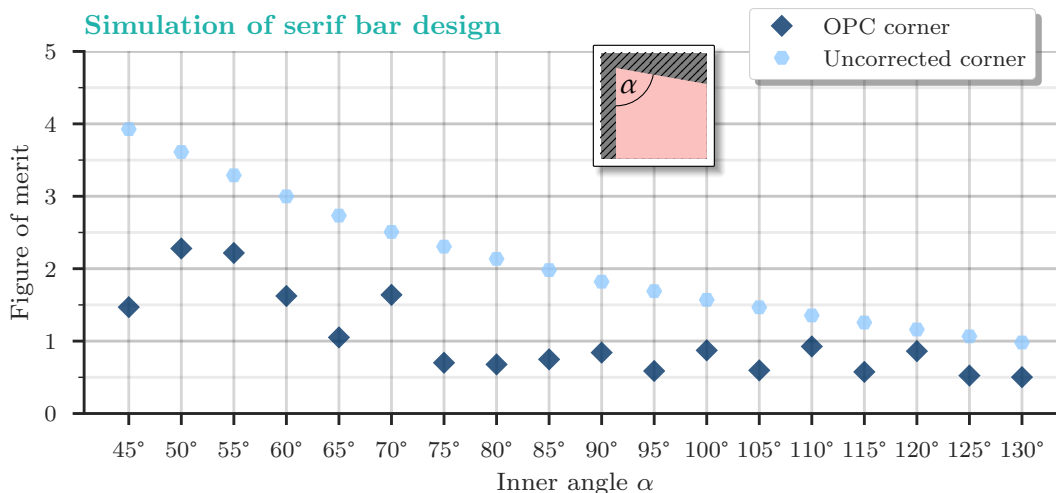 Simulation of serif bar design
OPC corner
Uncorrected corner
α
Figure of merit
5
4
3
2
1
0
45° 50° 55° 60° 65° 70° 75° 80° 85° 90° 95° 100° 105° 110° 115° 120° 125° 130°
Inner angle α